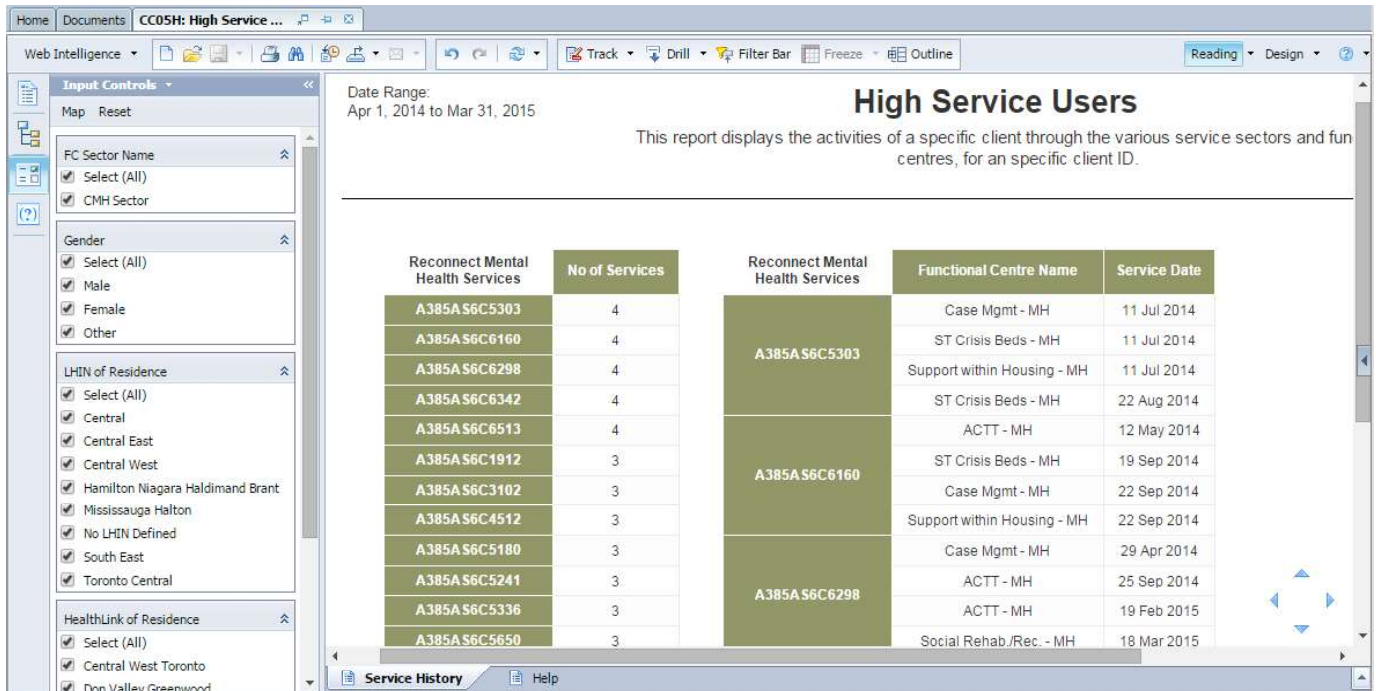 Home Documents CC05H: High Service ...
Web Intelligence Track Drill Filter Bar Freeze Outline Reading Design
Input Controls
Map Reset
FC Sector Name
Select (All)
CMH Sector
Gender
Select (All)
Male
Female
Other
LHIN of Residence
Select (All)
Central
Central East
Central West
Hamilton Niagara Haldimand Brant
Mississauga Halton
No LHIN Defined
South East
Toronto Central
HealthLink of Residence
Select (All)
Central West Toronto
Don Valley Greenwood
Date Range:
Apr 1, 2014 to Mar 31, 2015
High Service Users
This report displays the activities of a specific client through the various service sectors and fun
centres, for an specific client ID.
Reconnect Mental Health Services No of Services
A385AS6C5303 4
A385AS6C6160 4
A385AS6C6298 4
A385AS6C6342 4
A385AS6C6513 4
A385AS6C1912 3
A385AS6C3102 3
A385AS6C4512 3
A385AS6C5180 3
A385AS6C5241 3
A385AS6C5336 3
A385AS6C5650 3
Reconnect Mental Health Services Functional Centre Name Service Date
A385AS6C5303
Case Mgmt - MH 11 Jul 2014
ST Crisis Beds - MH 11 Jul 2014
Support within Housing - MH 11 Jul 2014
ST Crisis Beds - MH 22 Aug 2014
A385AS6C6160
ACTT - MH 12 May 2014
ST Crisis Beds - MH 19 Sep 2014
Case Mgmt - MH 22 Sep 2014
Support within Housing - MH 22 Sep 2014
A385AS6C6298
Case Mgmt - MH 29 Apr 2014
ACTT - MH 25 Sep 2014
ACTT - MH 19 Feb 2015
Social Rehab./Rec. - MH 18 Mar 2015
Service History Help